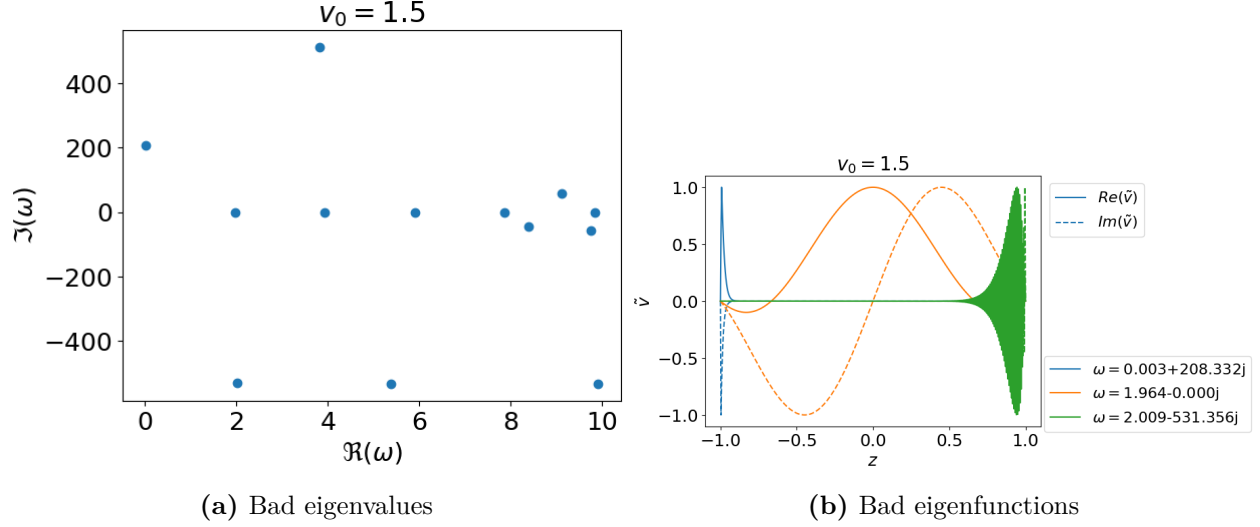 v₀ = 1.5
400
200
0
−200
−400
ℑ(ω)
0 2 4 6 8 10
ℜ(ω)
(a) Bad eigenvalues
v₀ = 1.5
1.0
0.5
0.0
−0.5
−1.0
ṽ
−1.0 −0.5 0.0 0.5 1.0
z
Re(ṽ)
Im(ṽ)
ω = 0.003+208.332j
ω = 1.964-0.000j
ω = 2.009-531.356j
(b) Bad eigenfunctions